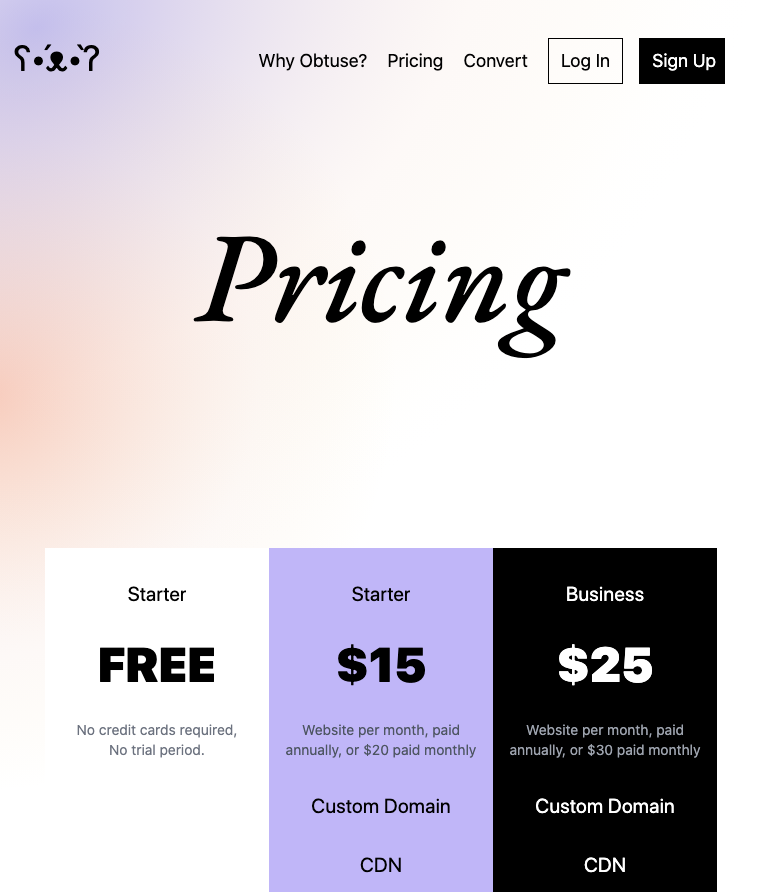 ʕ•́ᴥ•̀ʔ
Why Obtuse? Pricing Convert Log In Sign Up
Pricing
Starter
FREE
No credit cards required,
No trial period.
Starter
$15
Website per month, paid
annually, or $20 paid monthly
Custom Domain
CDN
Business
$25
Website per month, paid
annually, or $30 paid monthly
Custom Domain
CDN